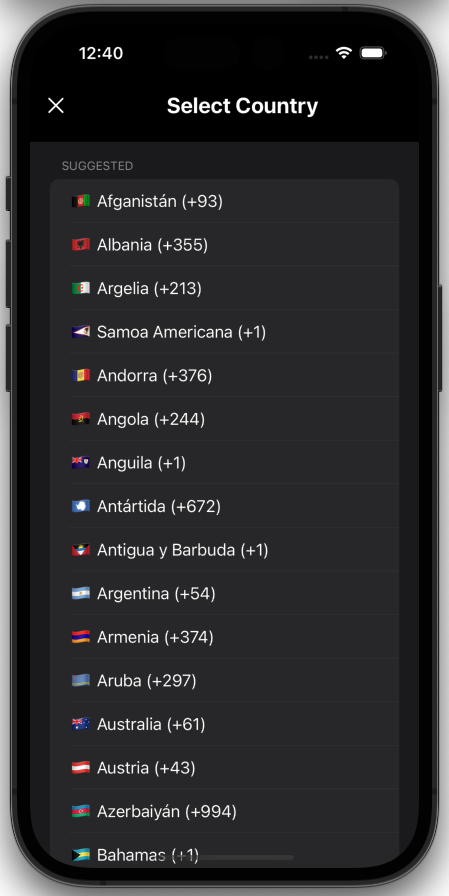 12:40
Select Country
SUGGESTED
Afganistán (+93)
Albania (+355)
Argelia (+213)
Samoa Americana (+1)
Andorra (+376)
Angola (+244)
Anguila (+1)
Antártida (+672)
Antigua y Barbuda (+1)
Argentina (+54)
Armenia (+374)
Aruba (+297)
Australia (+61)
Austria (+43)
Azerbaiyán (+994)
Bahamas (+1)